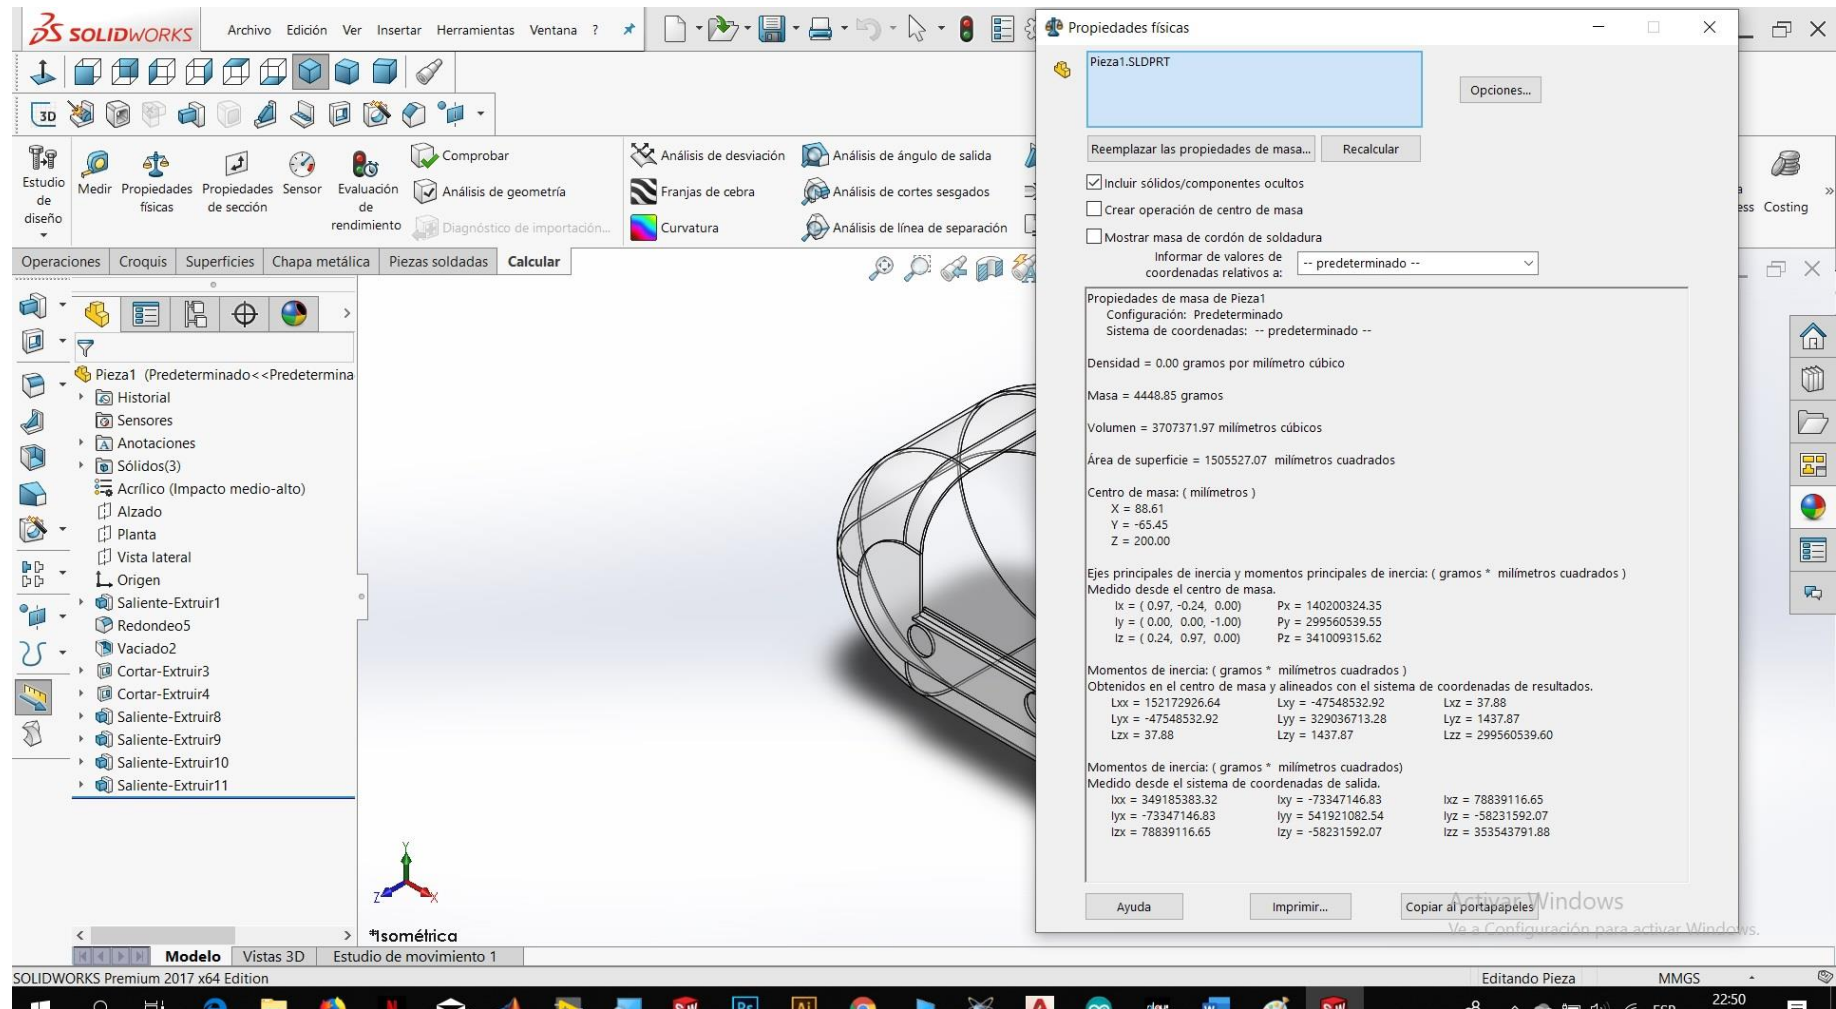 SOLIDWORKS
Archivo Edición Ver Insertar Herramientas Ventana ?
Propiedades físicas
Pieza1.SLDPRT
Opciones...
3D
Reemplazar las propiedades de masa... Recalcular
Estudio de diseño
Medir
Propiedades físicas
Propiedades de sección
Sensor
Evaluación de rendimiento
Comprobar
Análisis de geometría
Diagnóstico de importación...
Análisis de desviación
Franjas de cebra
Curvatura
Análisis de ángulo de salida
Análisis de cortes sesgados
Análisis de línea de separación
Costing
Incluir sólidos/componentes ocultos
Crear operación de centro de masa
Mostrar masa de cordón de soldadura
Informar de valores de
coordenadas relativos a:
-- predeterminado --
Operaciones Croquis Superficies Chapa metálica Piezas soldadas Calcular
Pieza1 (Predeterminado<<Predetermina
Historial
Sensores
Anotaciones
Sólidos(3)
Acrílico (Impacto medio-alto)
Alzado
Planta
Vista lateral
Origen
Saliente-Extruir1
Redondeo5
Vaciado2
Cortar-Extruir3
Cortar-Extruir4
Saliente-Extruir8
Saliente-Extruir9
Saliente-Extruir10
Saliente-Extruir11
Propiedades de masa de Pieza1
Configuración: Predeterminado
Sistema de coordenadas: -- predeterminado --
Densidad = 0.00 gramos por milímetro cúbico
Masa = 4448.85 gramos
Volumen = 3707371.97 milímetros cúbicos
Área de superficie = 1505527.07 milímetros cuadrados
Centro de masa: ( milímetros )
X = 88.61
Y = -65.45
Z = 200.00
Ejes principales de inercia y momentos principales de inercia: ( gramos * milímetros cuadrados )
Medido desde el centro de masa.
Ix = ( 0.97, -0.24, 0.00) Px = 140200324.35
Iy = ( 0.00, 0.00, -1.00) Py = 299560539.55
Iz = ( 0.24, 0.97, 0.00) Pz = 341009315.62
Momentos de inercia: ( gramos * milímetros cuadrados )
Obtenidos en el centro de masa y alineados con el sistema de coordenadas de resultados.
Lxx = 152172926.64 Lxy = -47548532.92 Lxz = 37.88
Lyx = -47548532.92 Lyy = 329036713.28 Lyz = 1437.87
Lzx = 37.88 Lzy = 1437.87 Lzz = 299560539.60
Momentos de inercia: ( gramos * milímetros cuadrados)
Medido desde el sistema de coordenadas de salida.
Ixx = 349185383.32 Ixy = -73347146.83 Ixz = 78839116.65
Iyx = -73347146.83 Iyy = 541921082.54 Iyz = -58231592.07
Izx = 78839116.65 Izy = -58231592.07 Izz = 353543791.88
Y
Z X
*Isométrica
Ayuda Imprimir... Copiar al portapapeles
Activar Windows
Ve a Configuración para activar Windows.
Modelo Vistas 3D Estudio de movimiento 1
SOLIDWORKS Premium 2017 x64 Edition
Editando Pieza MMGS
22:50